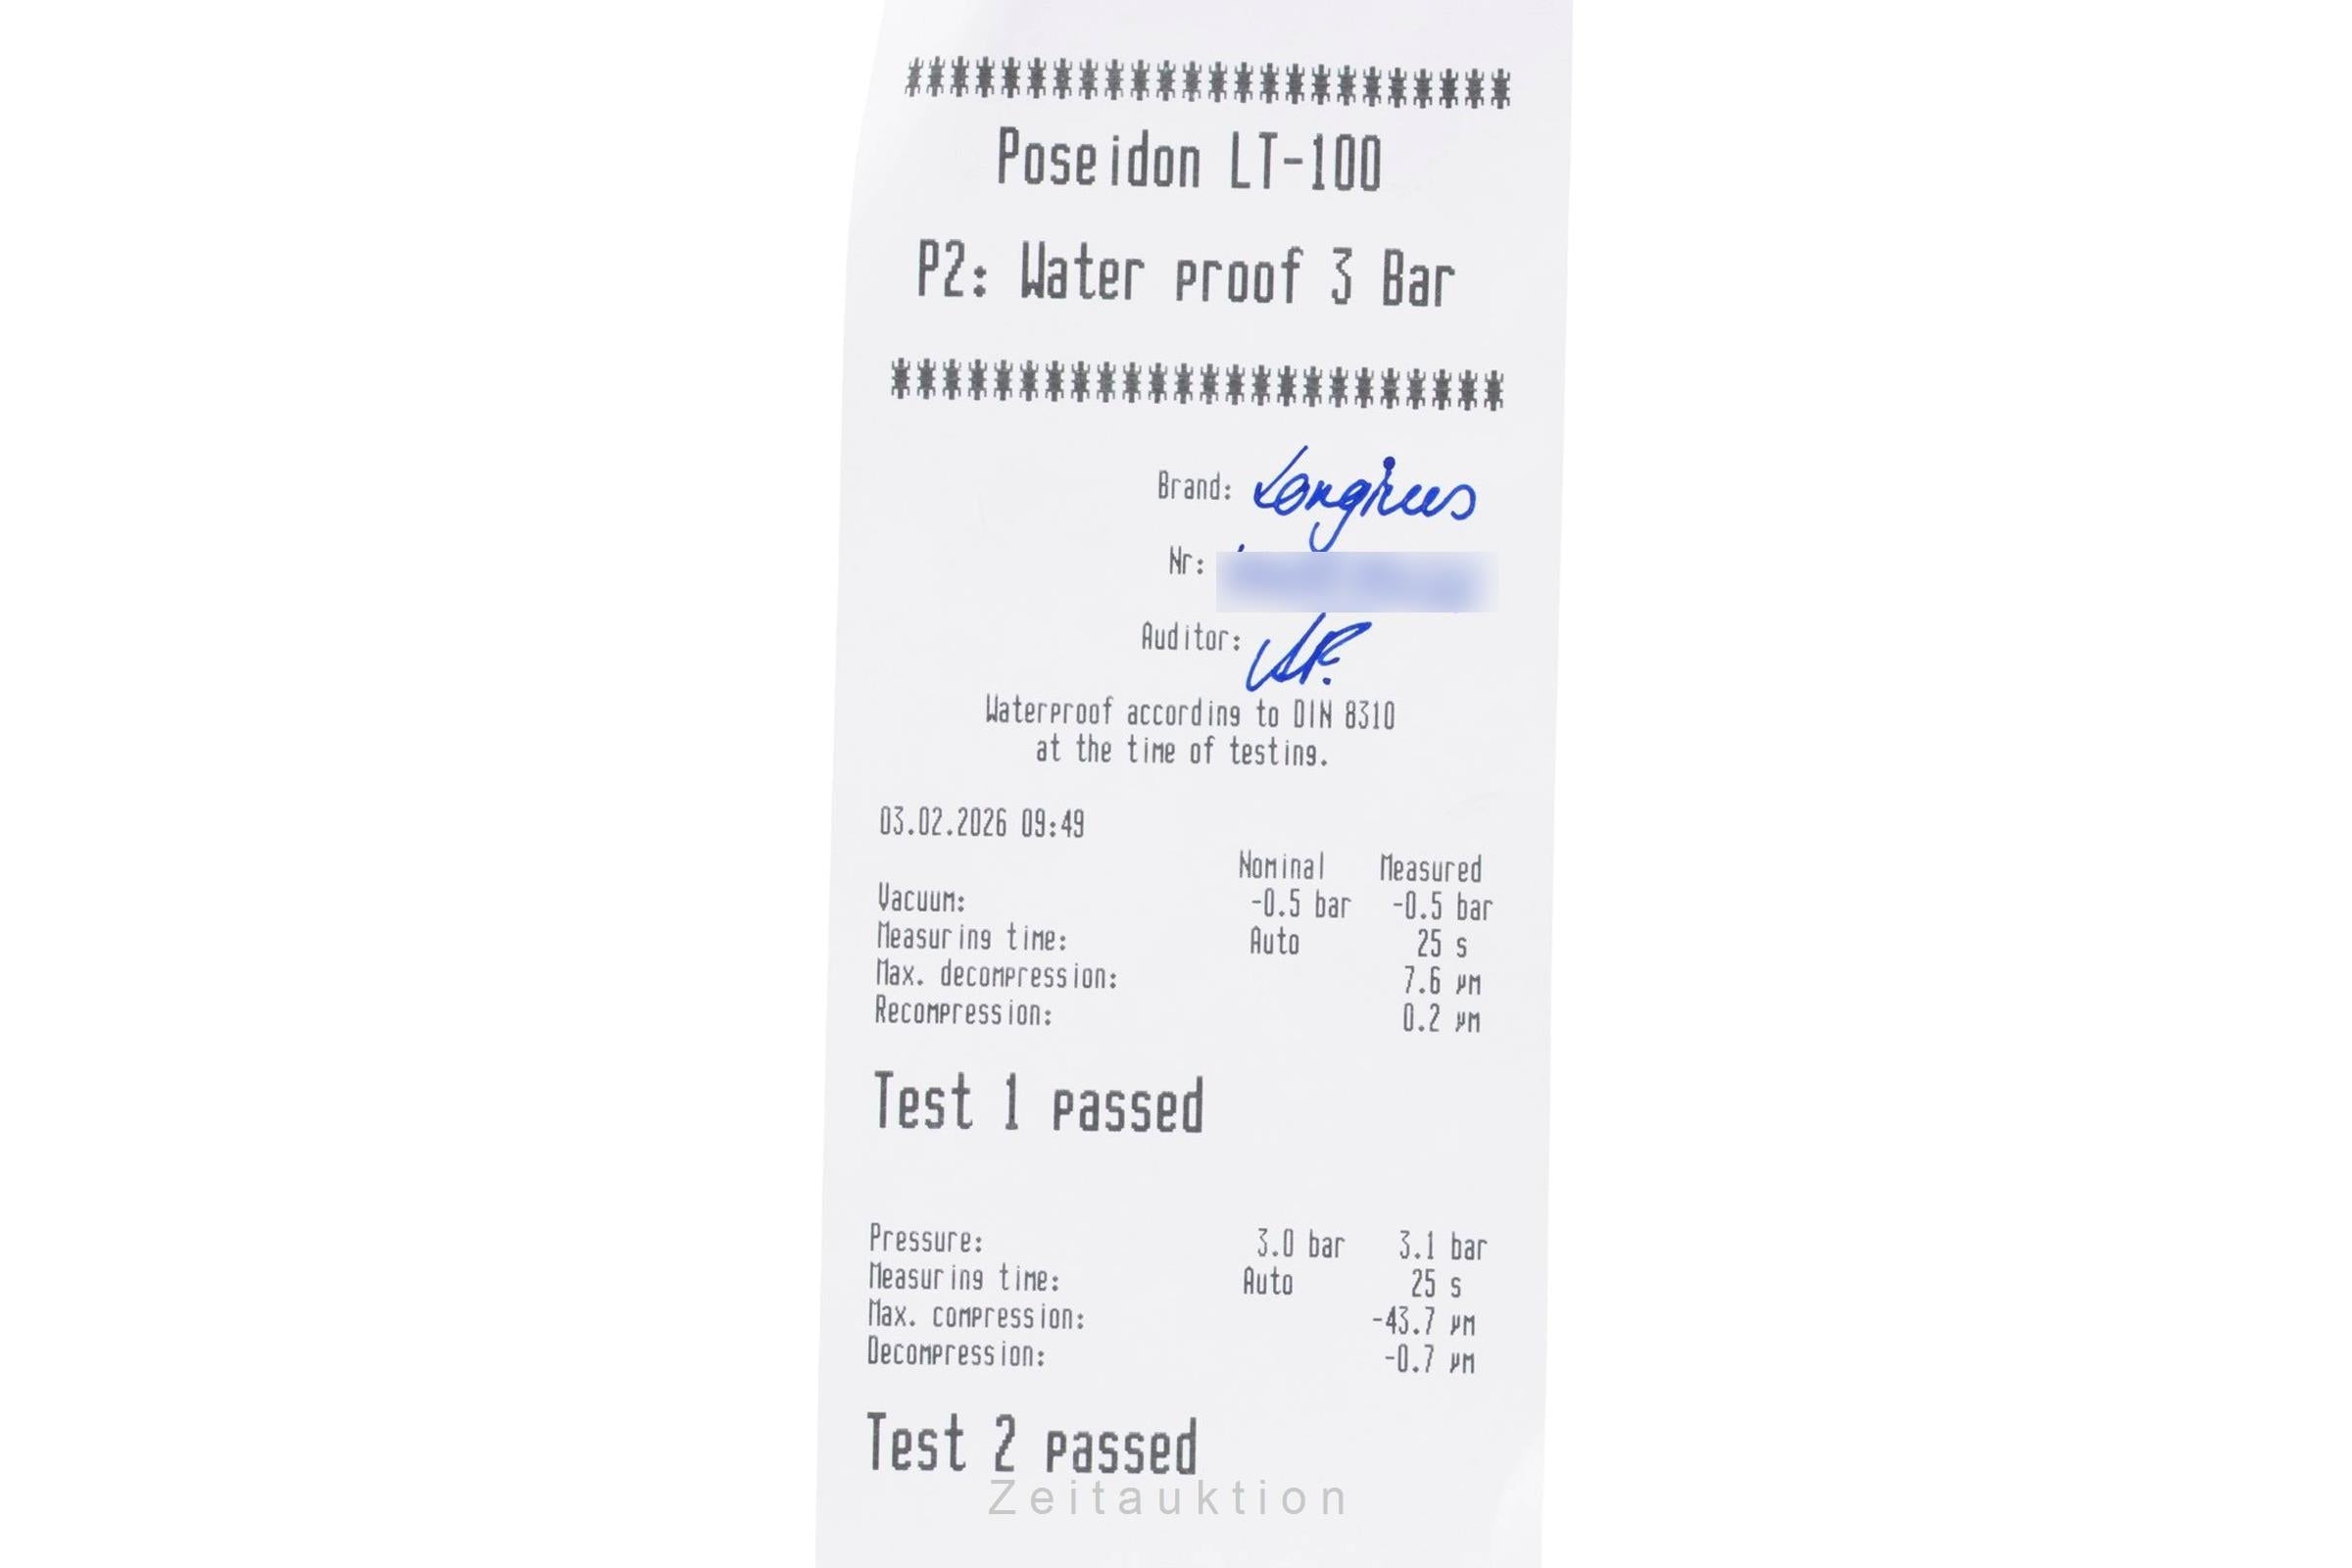 Poseidon LT-100
P2: Water proof 3 Bar
Brand: Longines
Nr:
Auditor:
Waterproof according to DIN 8310
at the time of testing.
03.02.2026 09:49
Nominal Measured
Vacuum: -0.5 bar -0.5 bar
Measuring time: Auto 25 s
Max. decompression: 7.6 µm
Recompression: 0.2 µm
Test 1 passed
Pressure: 3.0 bar 3.1 bar
Measuring time: Auto 25 s
Max. compression: -43.7 µm
Decompression: -0.7 µm
Test 2 passed
Zeitauktion